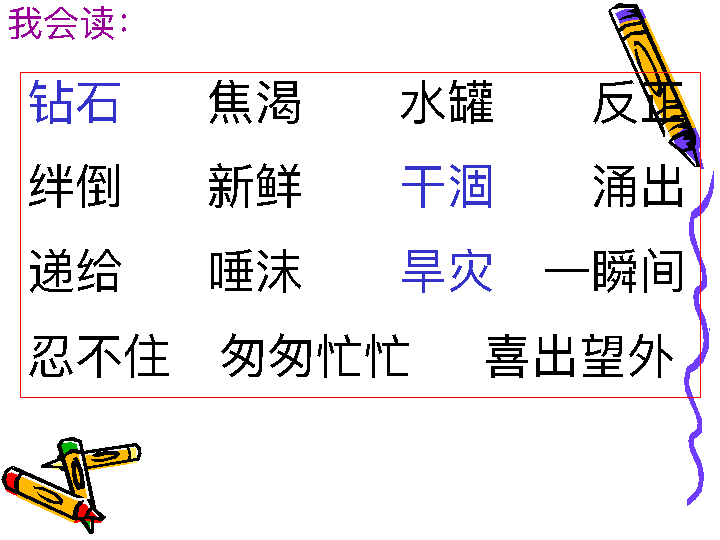 我会读：
钻石 焦渴 水罐 反正
绊倒 新鲜 干涸 涌出
递给 唾沫 旱灾 一瞬间
忍不住 匆匆忙忙 喜出望外